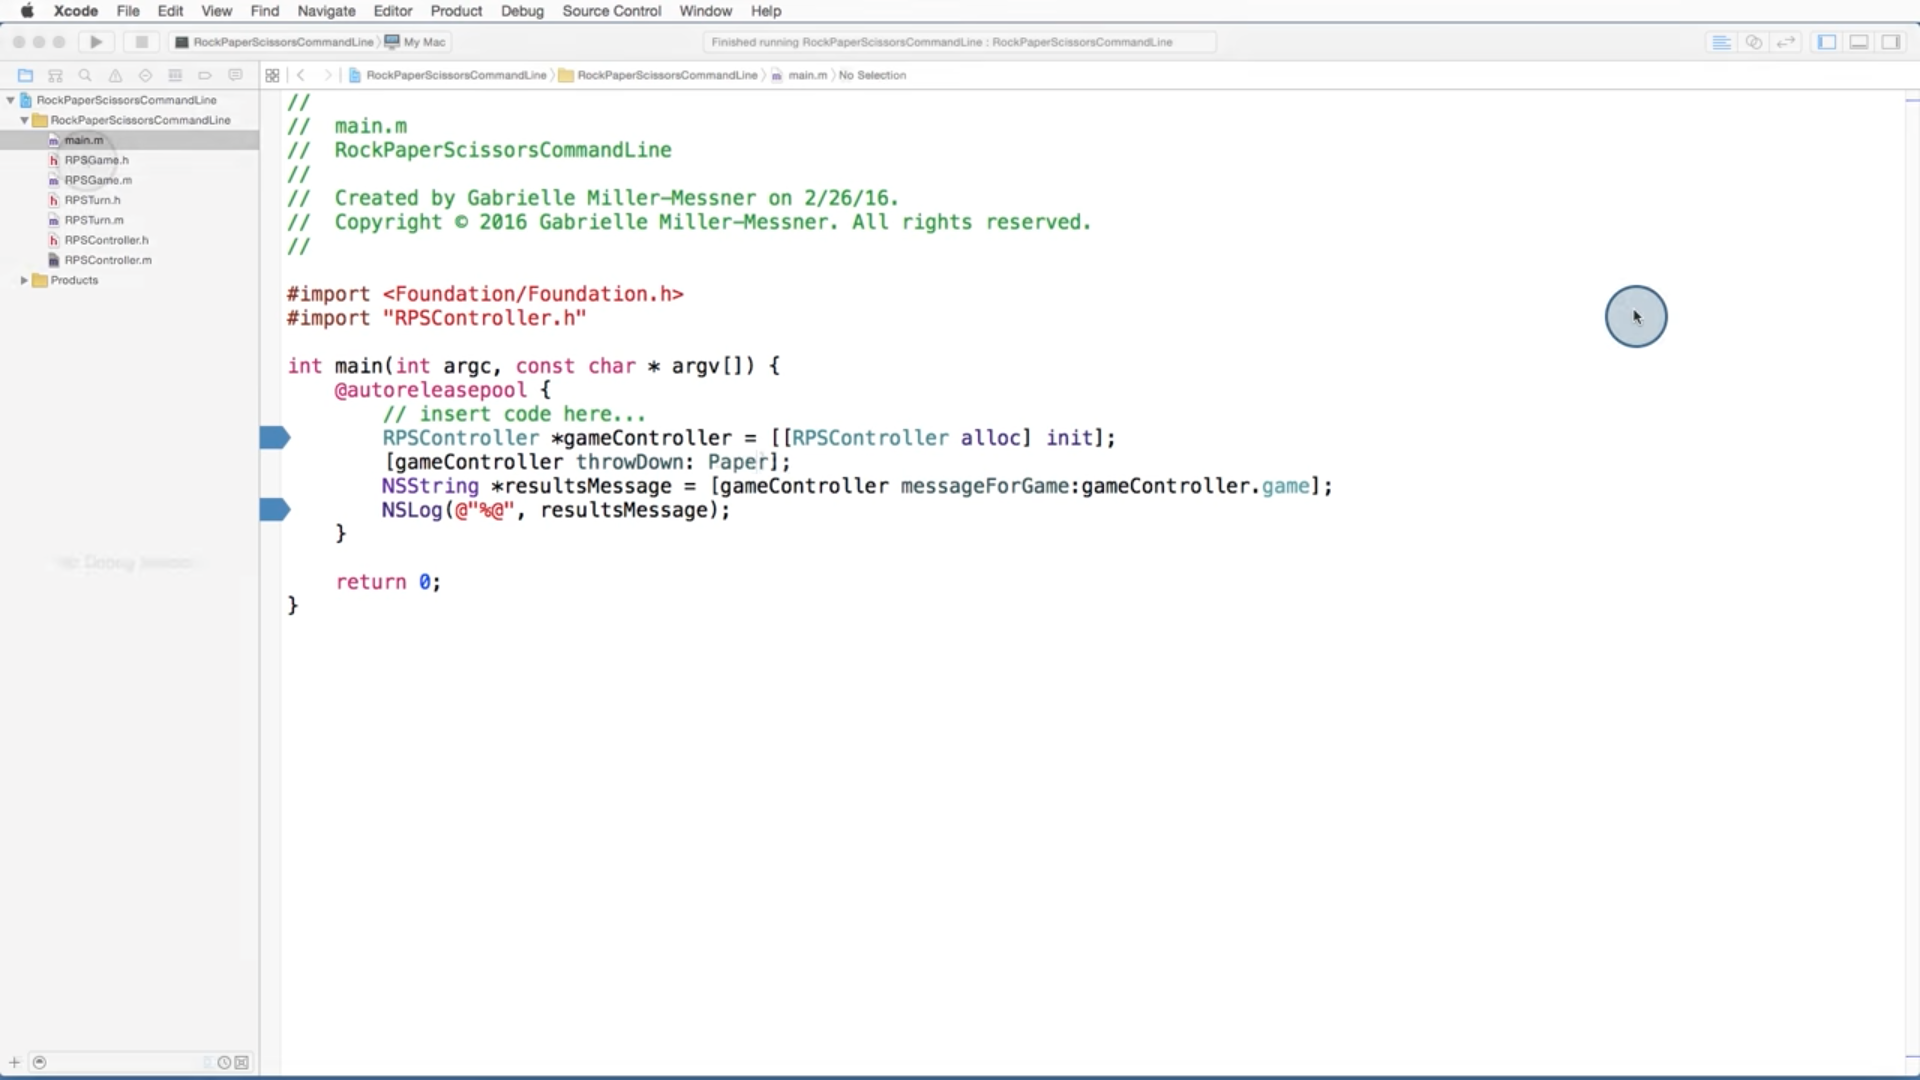 Xcode File Edit View Find Navigate Editor Product Debug Source Control Window Help
RockPaperScissorsCommandLine My Mac
Finished running RockPaperScissorsCommandLine : RockPaperScissorsCommandLine
RockPaperScissorsCommandLine RockPaperScissorsCommandLine main.m No Selection
RockPaperScissorsCommandLine
RockPaperScissorsCommandLine
main.m
RPSGame.h
RPSGame.m
RPSTurn.h
RPSTurn.m
RPSController.h
RPSController.m
Products
//
// main.m
// RockPaperScissorsCommandLine
//
// Created by Gabrielle Miller-Messner on 2/26/16.
// Copyright © 2016 Gabrielle Miller-Messner. All rights reserved.
//
#import <Foundation/Foundation.h>
#import "RPSController.h"
int main(int argc, const char * argv[]) {
@autoreleasepool {
// insert code here...
RPSController *gameController = [[RPSController alloc] init];
[gameController throwDown: Paper];
NSString *resultsMessage = [gameController messageForGame:gameController.game];
NSLog(@"%@", resultsMessage);
}
return 0;
}